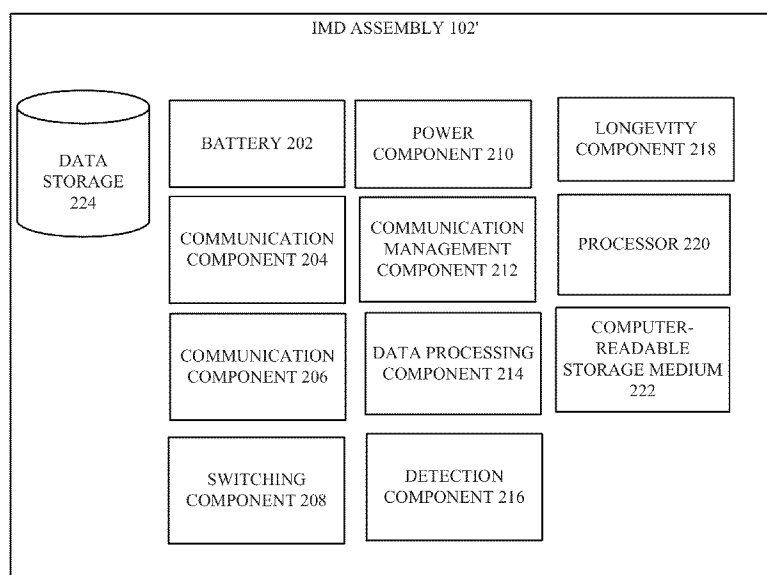 IMD ASSEMBLY 102'
DATA
STORAGE
224
BATTERY 202
POWER
COMPONENT 210
LONGEVITY
COMPONENT 218
COMMUNICATION
COMPONENT 204
COMMUNICATION
MANAGEMENT
COMPONENT 212
PROCESSOR 220
COMMUNICATION
COMPONENT 206
DATA PROCESSING
COMPONENT 214
COMPUTER-
READABLE
STORAGE MEDIUM
222
SWITCHING
COMPONENT 208
DETECTION
COMPONENT 216